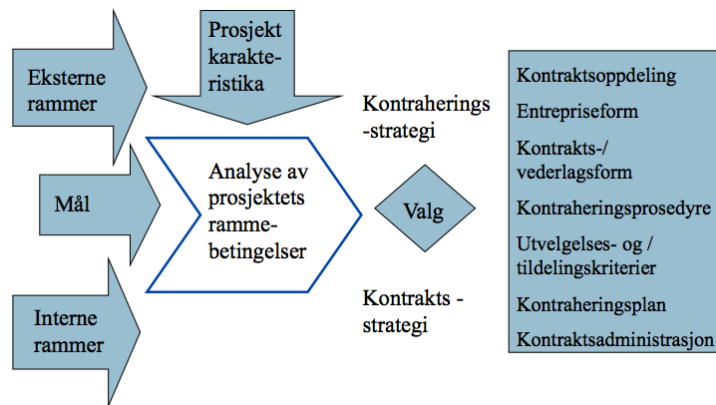 Eksterne
rammer
Prosjekt
karakte-
ristika
Mål
Interne
rammer
Analyse av
prosjektets
ramme-
betingelser
Kontraherings
-strategi
Valg
Kontrakts -
strategi
Kontraktsoppdeling
Entrepriseform
Kontrakts-/
vederlagsform
Kontraheringsprosedyre
Utvelgelses- og /
tildelingskriterier
Kontraheringsplan
Kontraktsadministrasjon